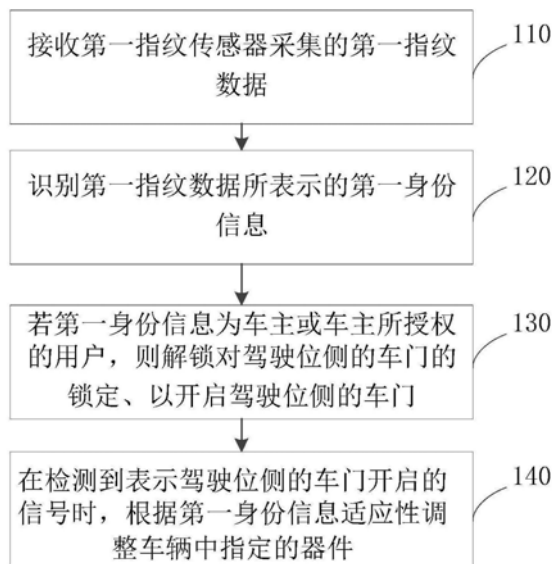 接收第一指纹传感器采集的第一指纹
数据
110
识别第一指纹数据所表示的第一身份
信息
120
若第一身份信息为车主或车主所授权
的用户，则解锁对驾驶位侧的车门的
锁定、以开启驾驶位侧的车门
130
在检测到表示驾驶位侧的车门开启的
信号时，根据第一身份信息适应性调
整车辆中指定的器件
140